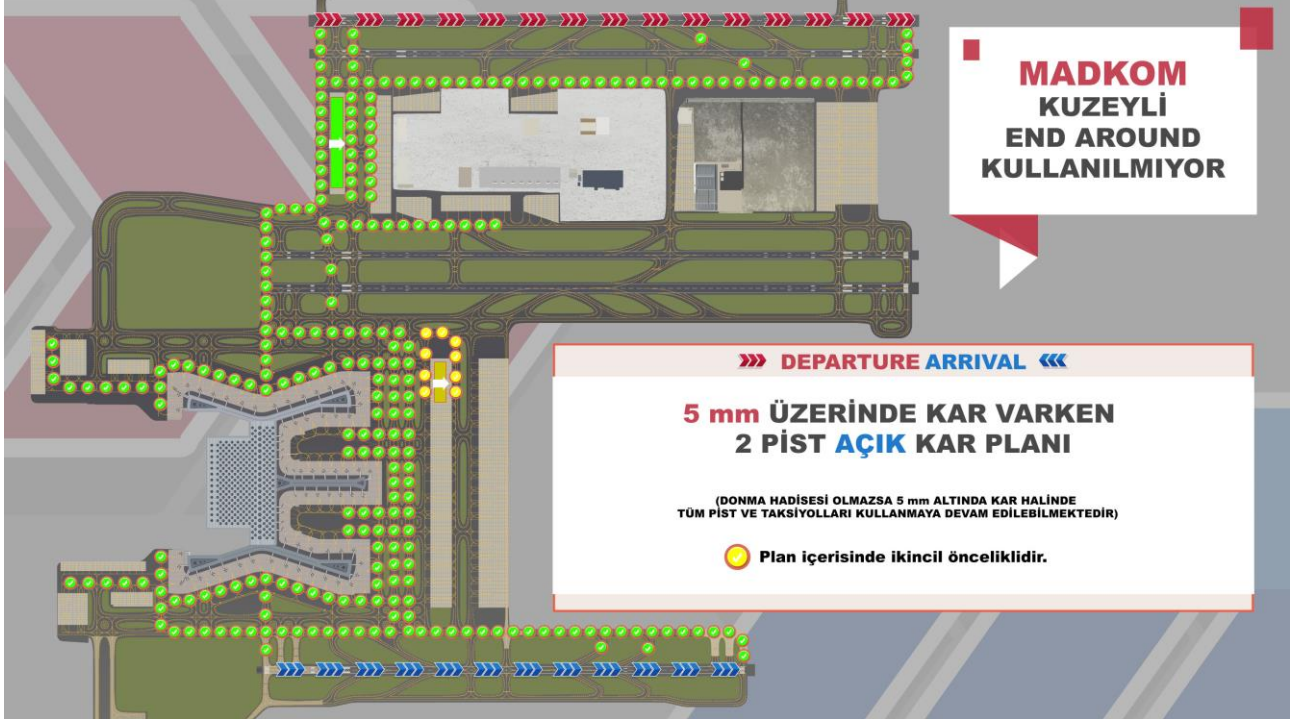 MADKOM
KUZEYLİ
END AROUND
KULLANILMIYOR
DEPARTURE ARRIVAL
5 mm ÜZERİNDE KAR VARKEN
2 PİST AÇIK KAR PLANI
(DONMA HADİSESİ OLMAZSA 5 mm ALTINDA KAR HALİNDE
TÜM PİST VE TAKSİYOLLARI KULLANMAYA DEVAM EDİLEBİLMEKTEDİR)
Plan içerisinde ikincil önceliklidir.